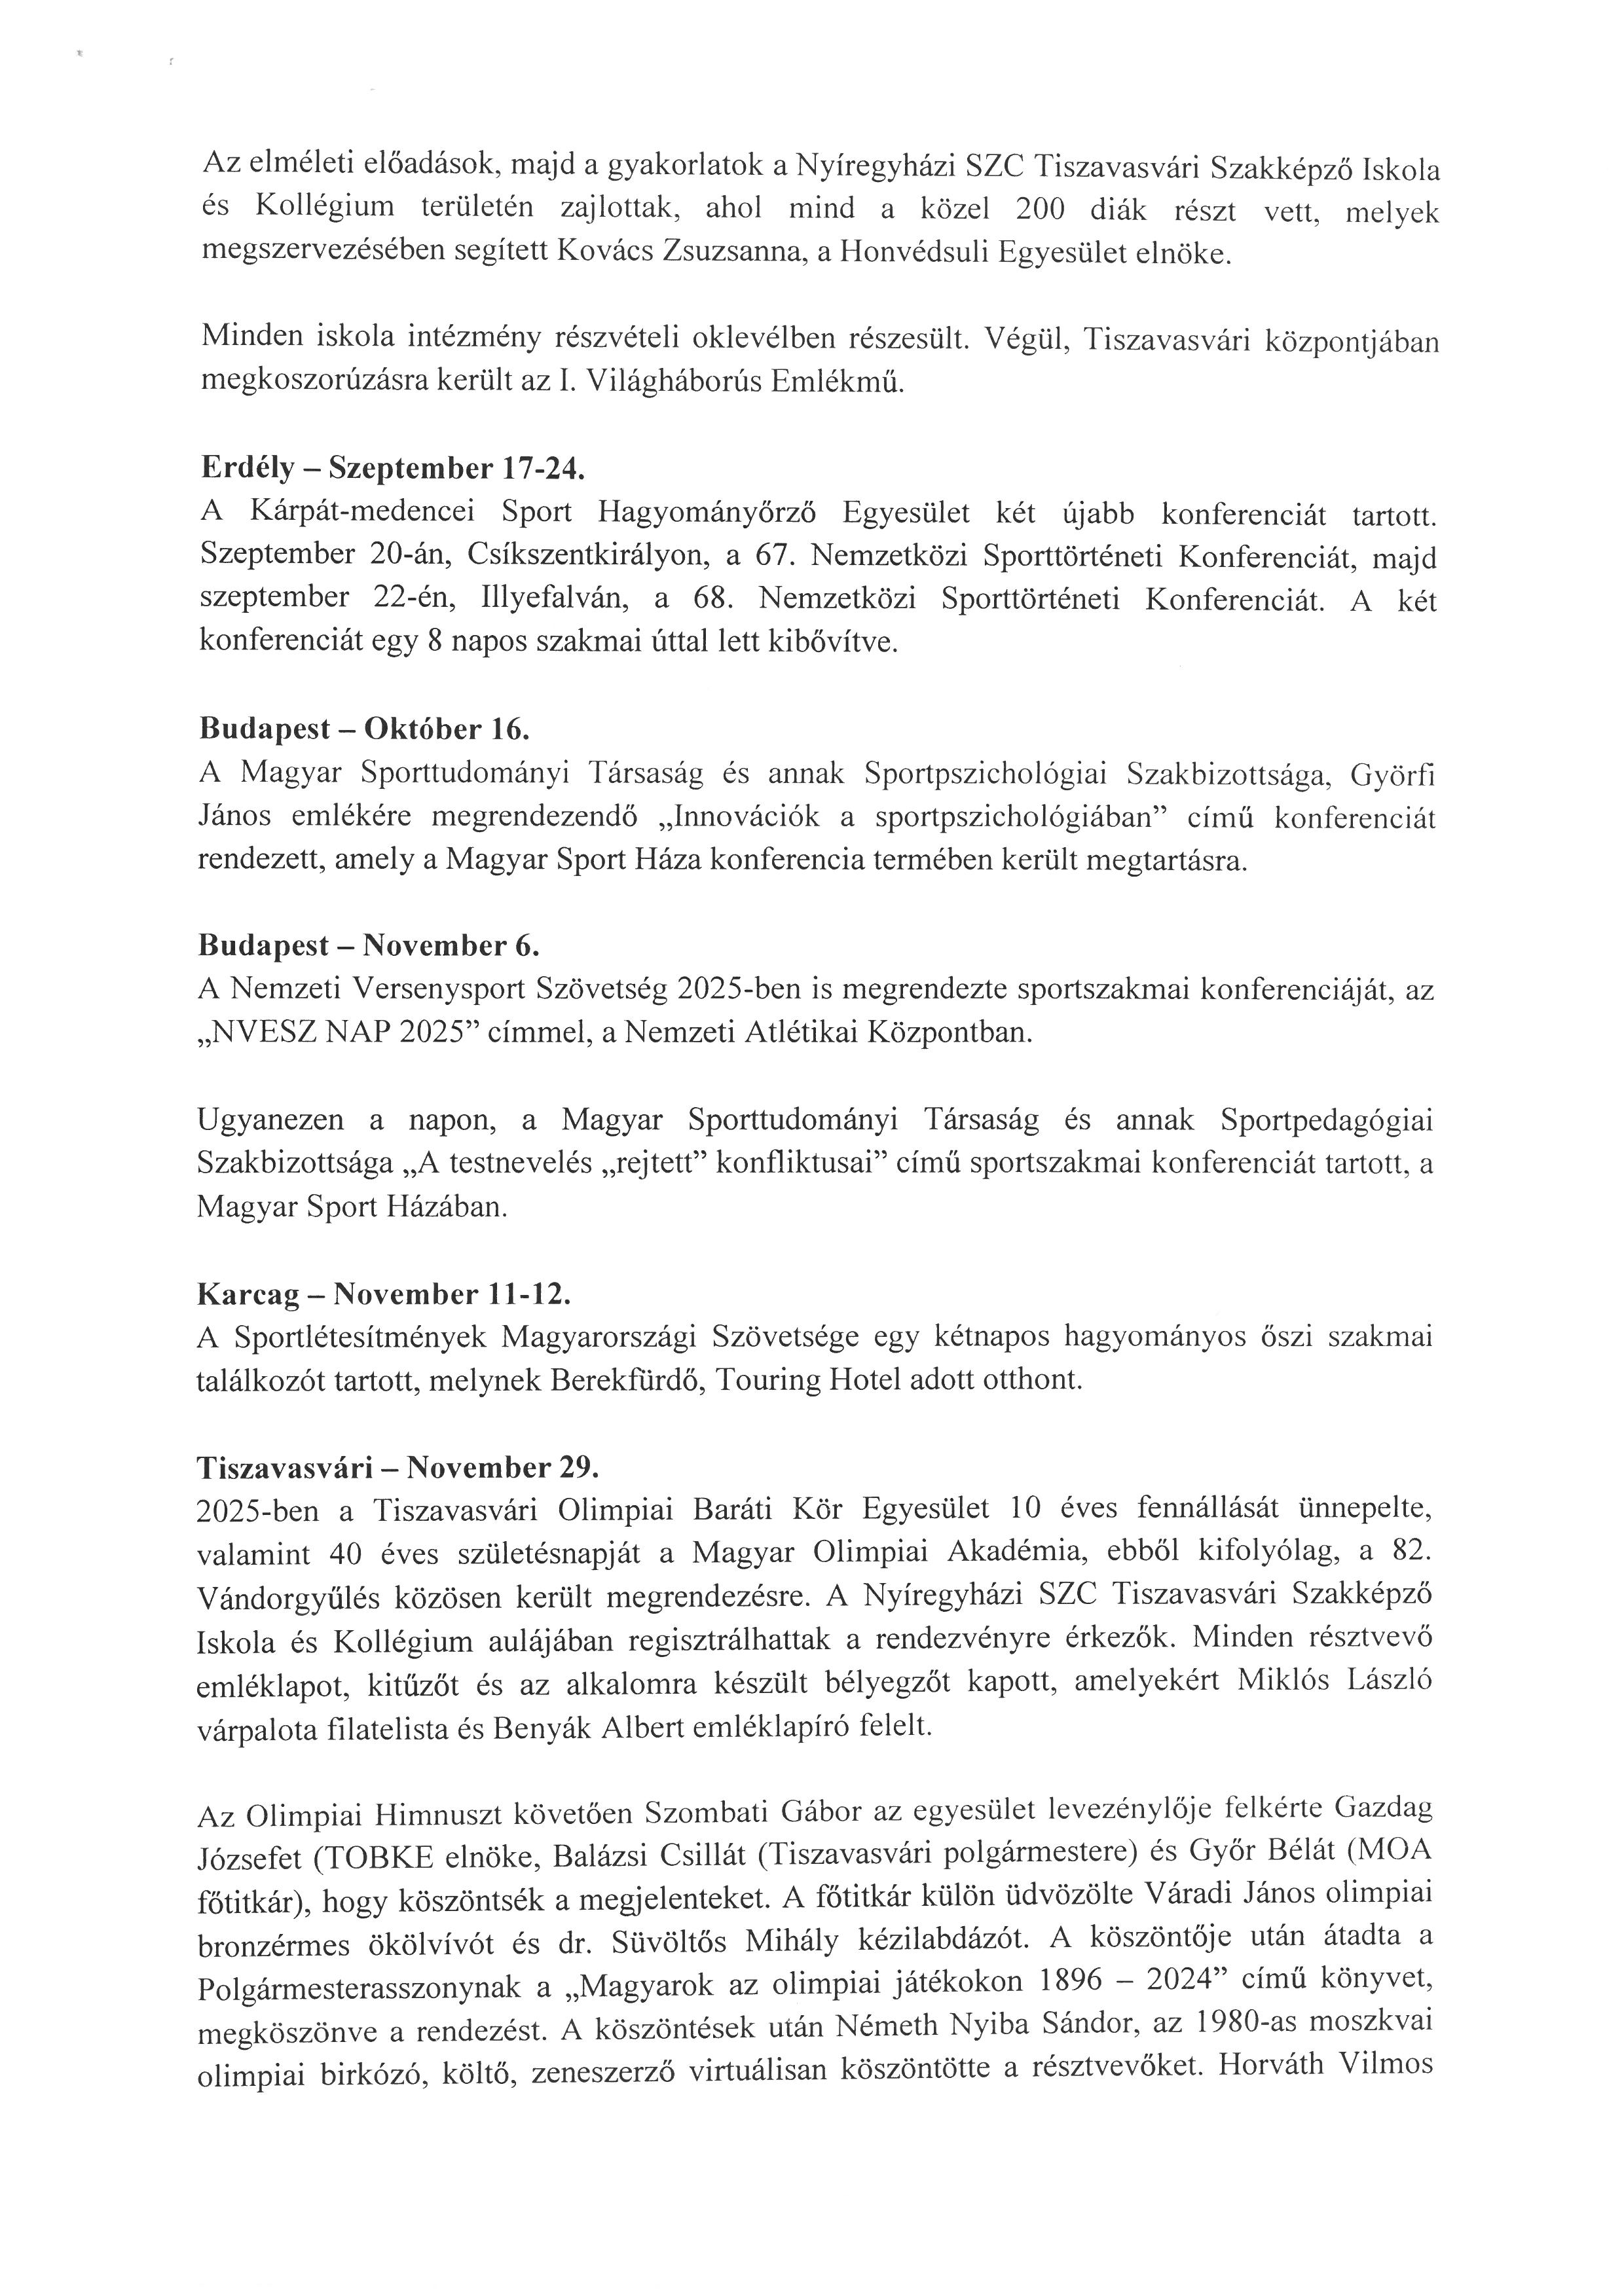 Az elméleti előadások, majd a gyakorlatok a Nyíregyházi SZC Tiszavasvári Szakképző Iskola
és Kollégium területén zajlottak, ahol mind a közel 200 diák részt vett, melyek
megszervezésében segített Kovács Zsuzsanna, a Honvédsuli Egyesület elnöke.
Minden iskola intézmény részvételi oklevélben részesült. Végül, Tiszavasvári központjában
megkoszorúzásra került az I. Világháborús Emlékmű.
Erdély – Szeptember 17-24.
A Kárpát-medencei Sport Hagyományőrző Egyesület két újabb konferenciát tartott.
Szeptember 20-án, Csíkszentkirályon, a 67. Nemzetközi Sporttörténeti Konferenciát, majd
szeptember 22-én, Illyefalván, a 68. Nemzetközi Sporttörténeti Konferenciát. A két
konferenciát egy 8 napos szakmai úttal lett kibővítve.
Budapest – Október 16.
A Magyar Sporttudományi Társaság és annak Sportpszichológiai Szakbizottsága, Györfi
János emlékére megrendezendő „Innovációk a sportpszichológiában” című konferenciát
rendezett, amely a Magyar Sport Háza konferencia termében került megtartásra.
Budapest – November 6.
A Nemzeti Versenysport Szövetség 2025-ben is megrendezte sportszakmai konferenciáját, az
„NVESZ NAP 2025” címmel, a Nemzeti Atlétikai Központban.
Ugyanezen a napon, a Magyar Sporttudományi Társaság és annak Sportpedagógiai
Szakbizottsága „A testnevelés „rejtett” konfliktusai” című sportszakmai konferenciát tartott, a
Magyar Sport Házában.
Karcag – November 11-12.
A Sportlétesítmények Magyarországi Szövetsége egy kétnapos hagyományos őszi szakmai
találkozót tartott, melynek Berekfürdő, Touring Hotel adott otthont.
Tiszavasvári – November 29.
2025-ben a Tiszavasvári Olimpiai Baráti Kör Egyesület 10 éves fennállását ünnepelte,
valamint 40 éves születésnapját a Magyar Olimpiai Akadémia, ebből kifolyólag, a 82.
Vándorgyűlés közösen került megrendezésre. A Nyíregyházi SZC Tiszavasvári Szakképző
Iskola és Kollégium aulájában regisztrálhattak a rendezvényre érkezők. Minden résztvevő
emléklapot, kitűzőt és az alkalomra készült bélyegzőt kapott, amelyekért Miklós László
várpalota filatelista és Benyák Albert emléklapíró felelt.
Az Olimpiai Himnuszt követően Szombati Gábor az egyesület levezénylője felkérte Gazdag
Józsefet (TOBKE elnöke, Balázsi Csillát (Tiszavasvári polgármestere) és Győr Bélát (MOA
főtitkár), hogy köszöntsék a megjelenteket. A főtitkár külön üdvözölte Váradi János olimpiai
bronzérmes ökölvívót és dr. Süvöltős Mihály kézilabdázót. A köszöntője után átadta a
Polgármesterasszonynak a „Magyarok az olimpiai játékokon 1896 – 2024” című könyvet,
megköszönve a rendezést. A köszöntések után Németh Nyiba Sándor, az 1980-as moszkvai
olimpiai birkózó, költő, zeneszerző virtuálisan köszöntötte a résztvevőket. Horváth Vilmos